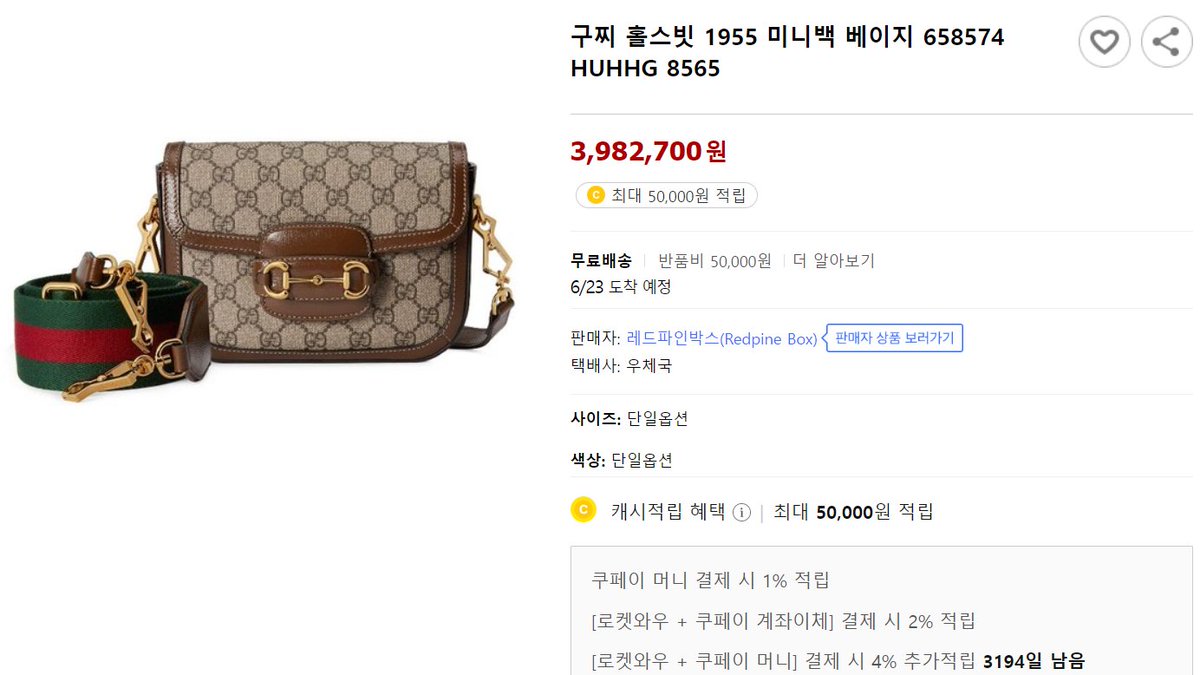 구찌 홀스빗 1955 미니백 베이지 658574
HUHHG 8565
3,982,700원
C 최대 50,000원 적립
무료배송 | 반품비 50,000원 | 더 알아보기
6/23 도착 예정
판매자: 레드파인박스(Redpine Box) 판매자 상품 보러가기
택배사: 우체국
사이즈: 단일옵션
색상: 단일옵션
C 캐시적립 혜택 i | 최대 50,000원 적립
쿠페이 머니 결제 시 1% 적립
[로켓와우 + 쿠페이 계좌이체] 결제 시 2% 적립
[로켓와우 + 쿠페이 머니] 결제 시 4% 추가적립 3194일 남음